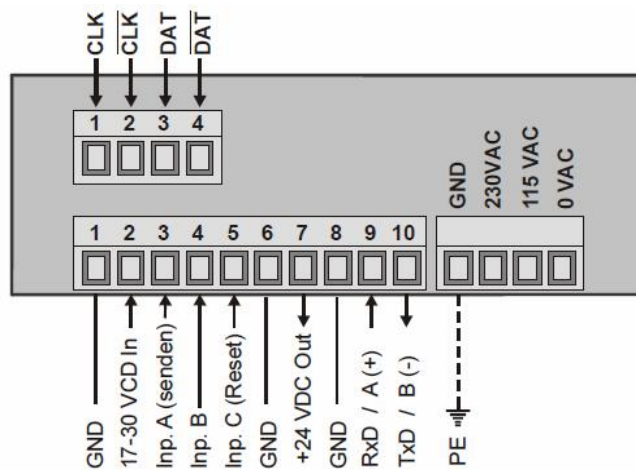 CLK
C̅L̅K̅
DAT
D̅A̅T̅
1 2 3 4
GND
230VAC
115 VAC
0 VAC
1 2 3 4 5 6 7 8 9 10
GND
17-30 VCD In
Inp. A (senden)
Inp. B
Inp. C (Reset)
GND
+24 VDC Out
GND
RxD / A (+)
TxD / B (-)
PE